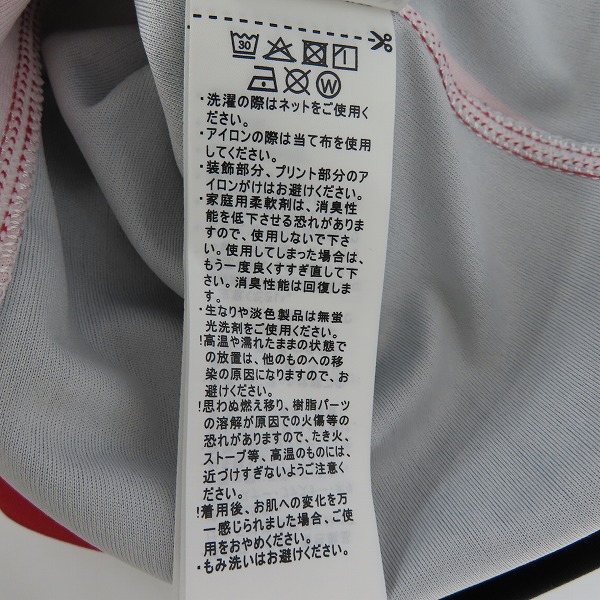 30
W
・洗濯の際はネットをご使用く
ださい。
・アイロンの際は当て布を使用
してください。
・装飾部分、プリント部分のア
イロンがけはお避けください。
・家庭用柔軟剤は、消臭性
能を低下させる恐れがありま
すので、使用しないで下さ
い。使用してしまった場合は、
もう一度良くすすぎ直して下
さい。消臭性能は回復しま
す。
・生なりや淡色製品は無蛍
光洗剤をご使用ください。
!高温や濡れたままの状態で
の放置は、他のものへの移
染の原因になりますので、お
避けください。
!思わぬ燃え移り、樹脂パーツ
の溶解が原因での火傷等の
恐れがありますので、たき火、
ストーブ等、高温のものには、
近づけすぎないようご注意く
ださい。
!着用後、お肌への変化を万
一感じられました場合、ご使
用をおやめください。
・もみ洗いはお避けください。